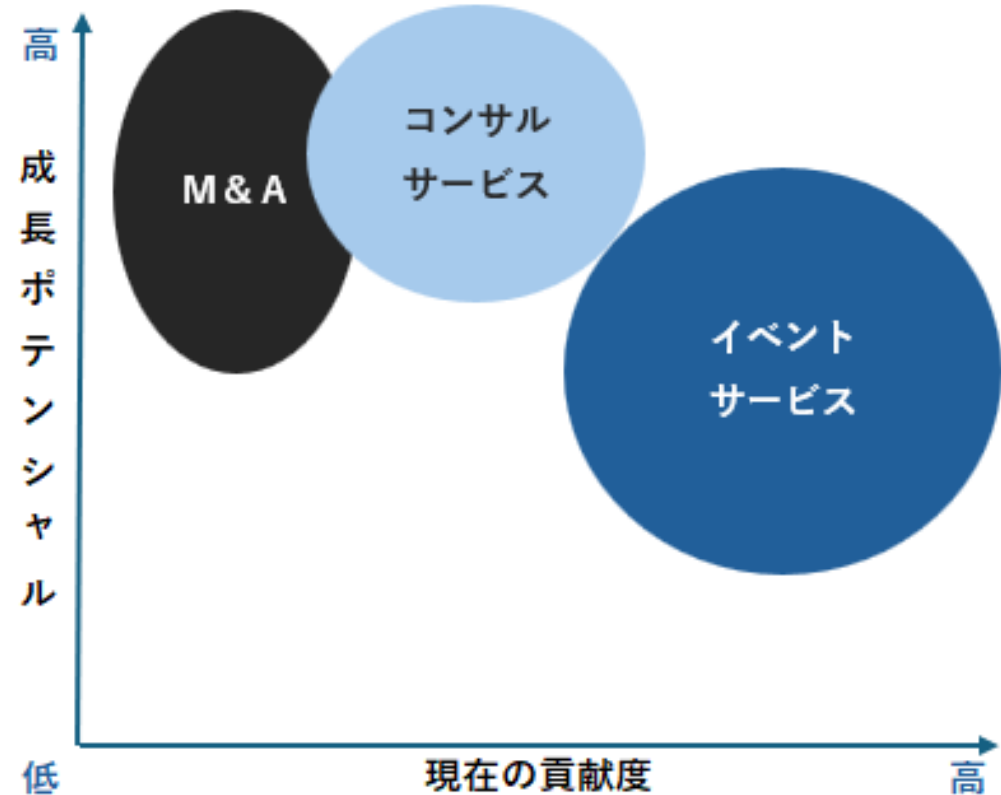 高
成長ポテンシャル
M&A
コンサル
サービス
イベント
サービス
低
現在の貢献度
高